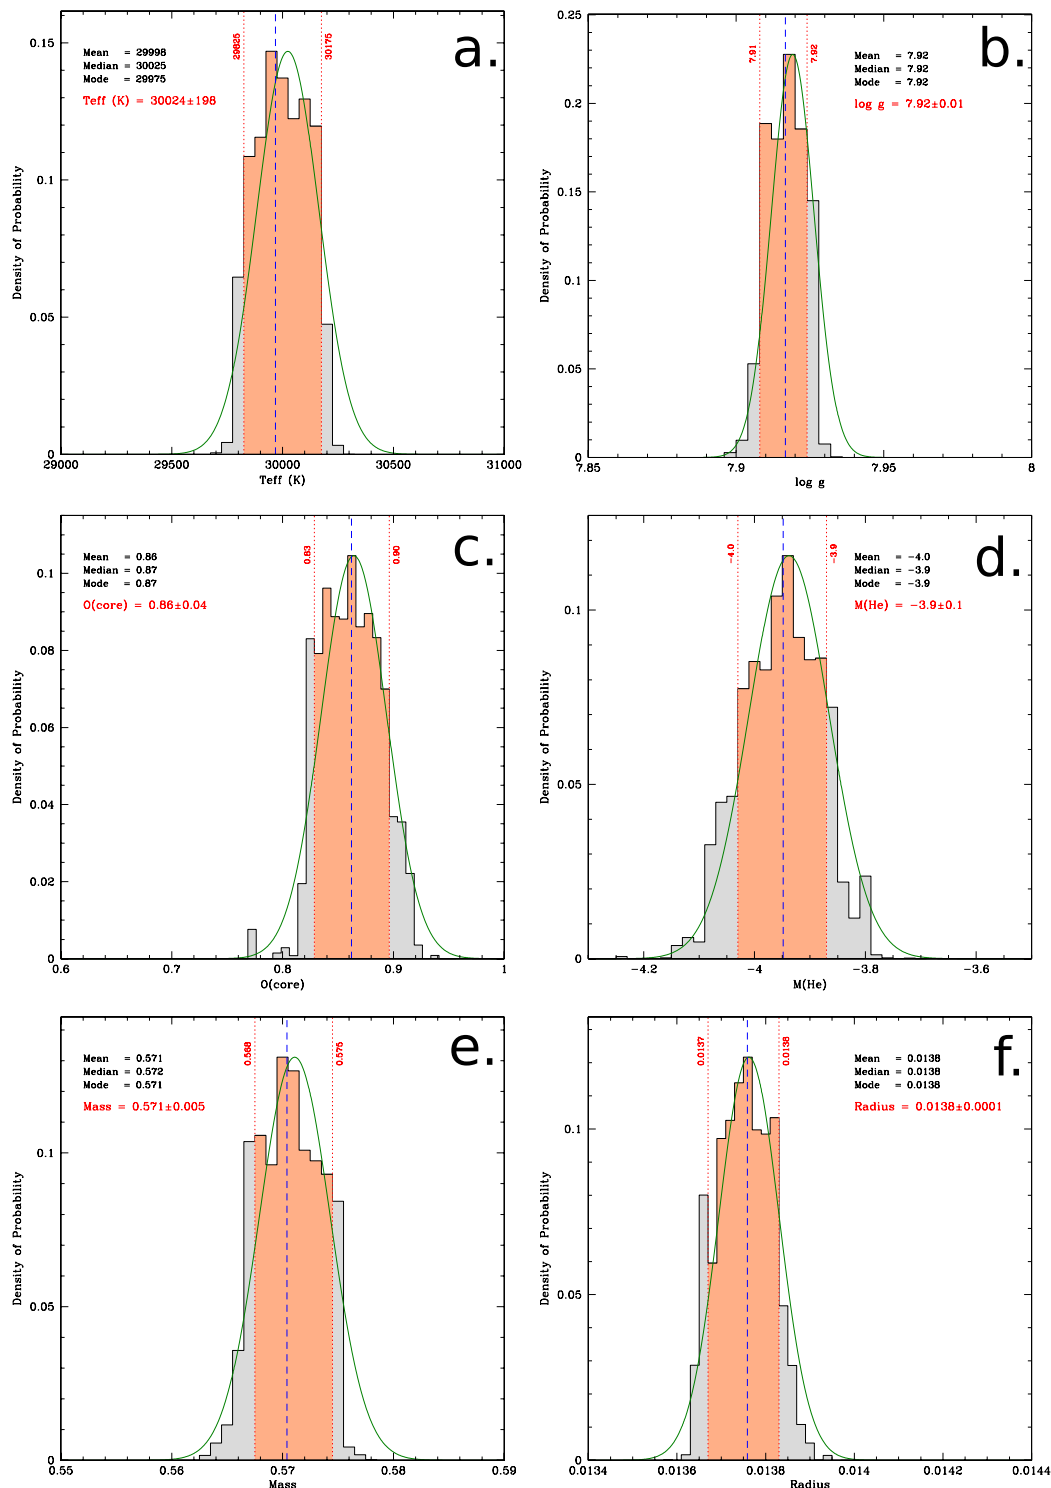 a.
29825
30175
Mean = 29998
Median = 30025
Mode = 29975
Teff (K) = 30024±198
Density of Probability
0.15
0.1
0.05
0
29000
29500
30000
30500
31000
Teff (K)
b.
7.91
7.92
Mean = 7.92
Median = 7.92
Mode = 7.92
log g = 7.92±0.01
Density of Probability
0.25
0.2
0.15
0.1
0.05
0
7.85
7.9
7.95
8
log g
c.
0.83
0.90
Mean = 0.86
Median = 0.87
Mode = 0.87
O(core) = 0.86±0.04
Density of Probability
0.1
0.08
0.06
0.04
0.02
0
0.6
0.7
0.8
0.9
1
O(core)
d.
−4.0
−3.9
Mean = −4.0
Median = −3.9
Mode = −3.9
M(He) = −3.9±0.1
Density of Probability
0.1
0.05
0
−4.2
−4
−3.8
−3.6
M(He)
e.
0.568
0.575
Mean = 0.571
Median = 0.572
Mode = 0.571
Mass = 0.571±0.005
Density of Probability
0.1
0.05
0
0.55
0.56
0.57
0.58
0.59
Mass
f.
0.0137
0.0138
Mean = 0.0138
Median = 0.0138
Mode = 0.0138
Radius = 0.0138±0.0001
Density of Probability
0.1
0.05
0
0.0134
0.0136
0.0138
0.014
0.0142
0.0144
Radius